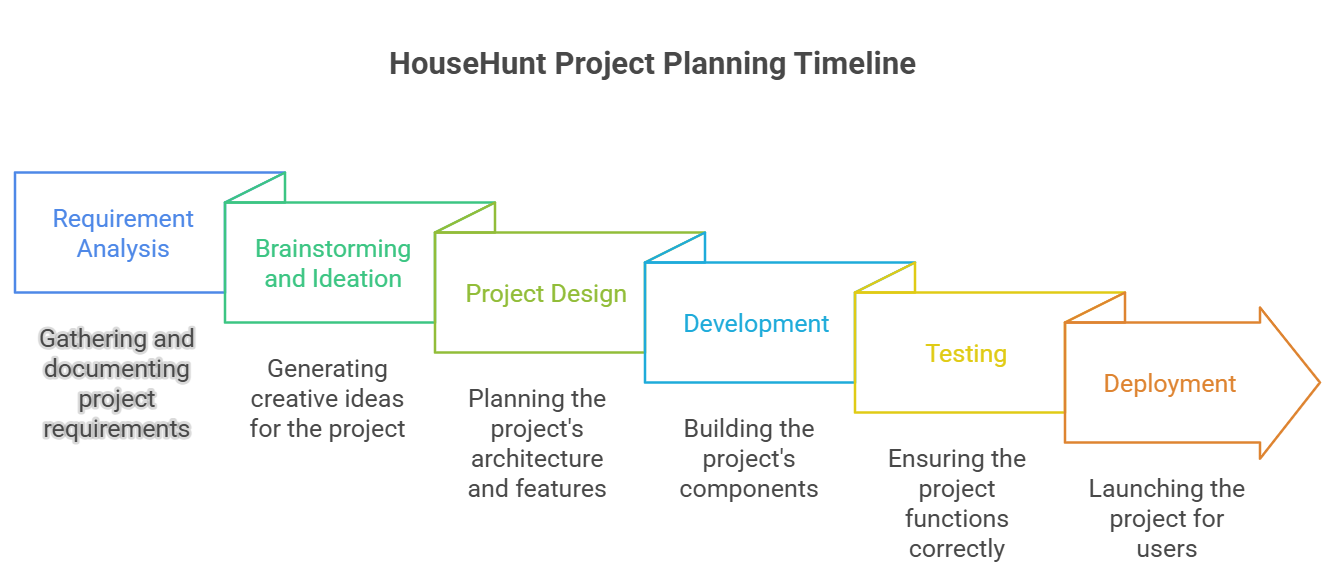 HouseHunt Project Planning Timeline
Requirement
Analysis
Gathering and
documenting
project
requirements
Brainstorming
and Ideation
Generating
creative ideas
for the project
Project Design
Planning the
project's
architecture
and features
Development
Building the
project's
components
Testing
Ensuring the
project
functions
correctly
Deployment
Launching the
project for
users